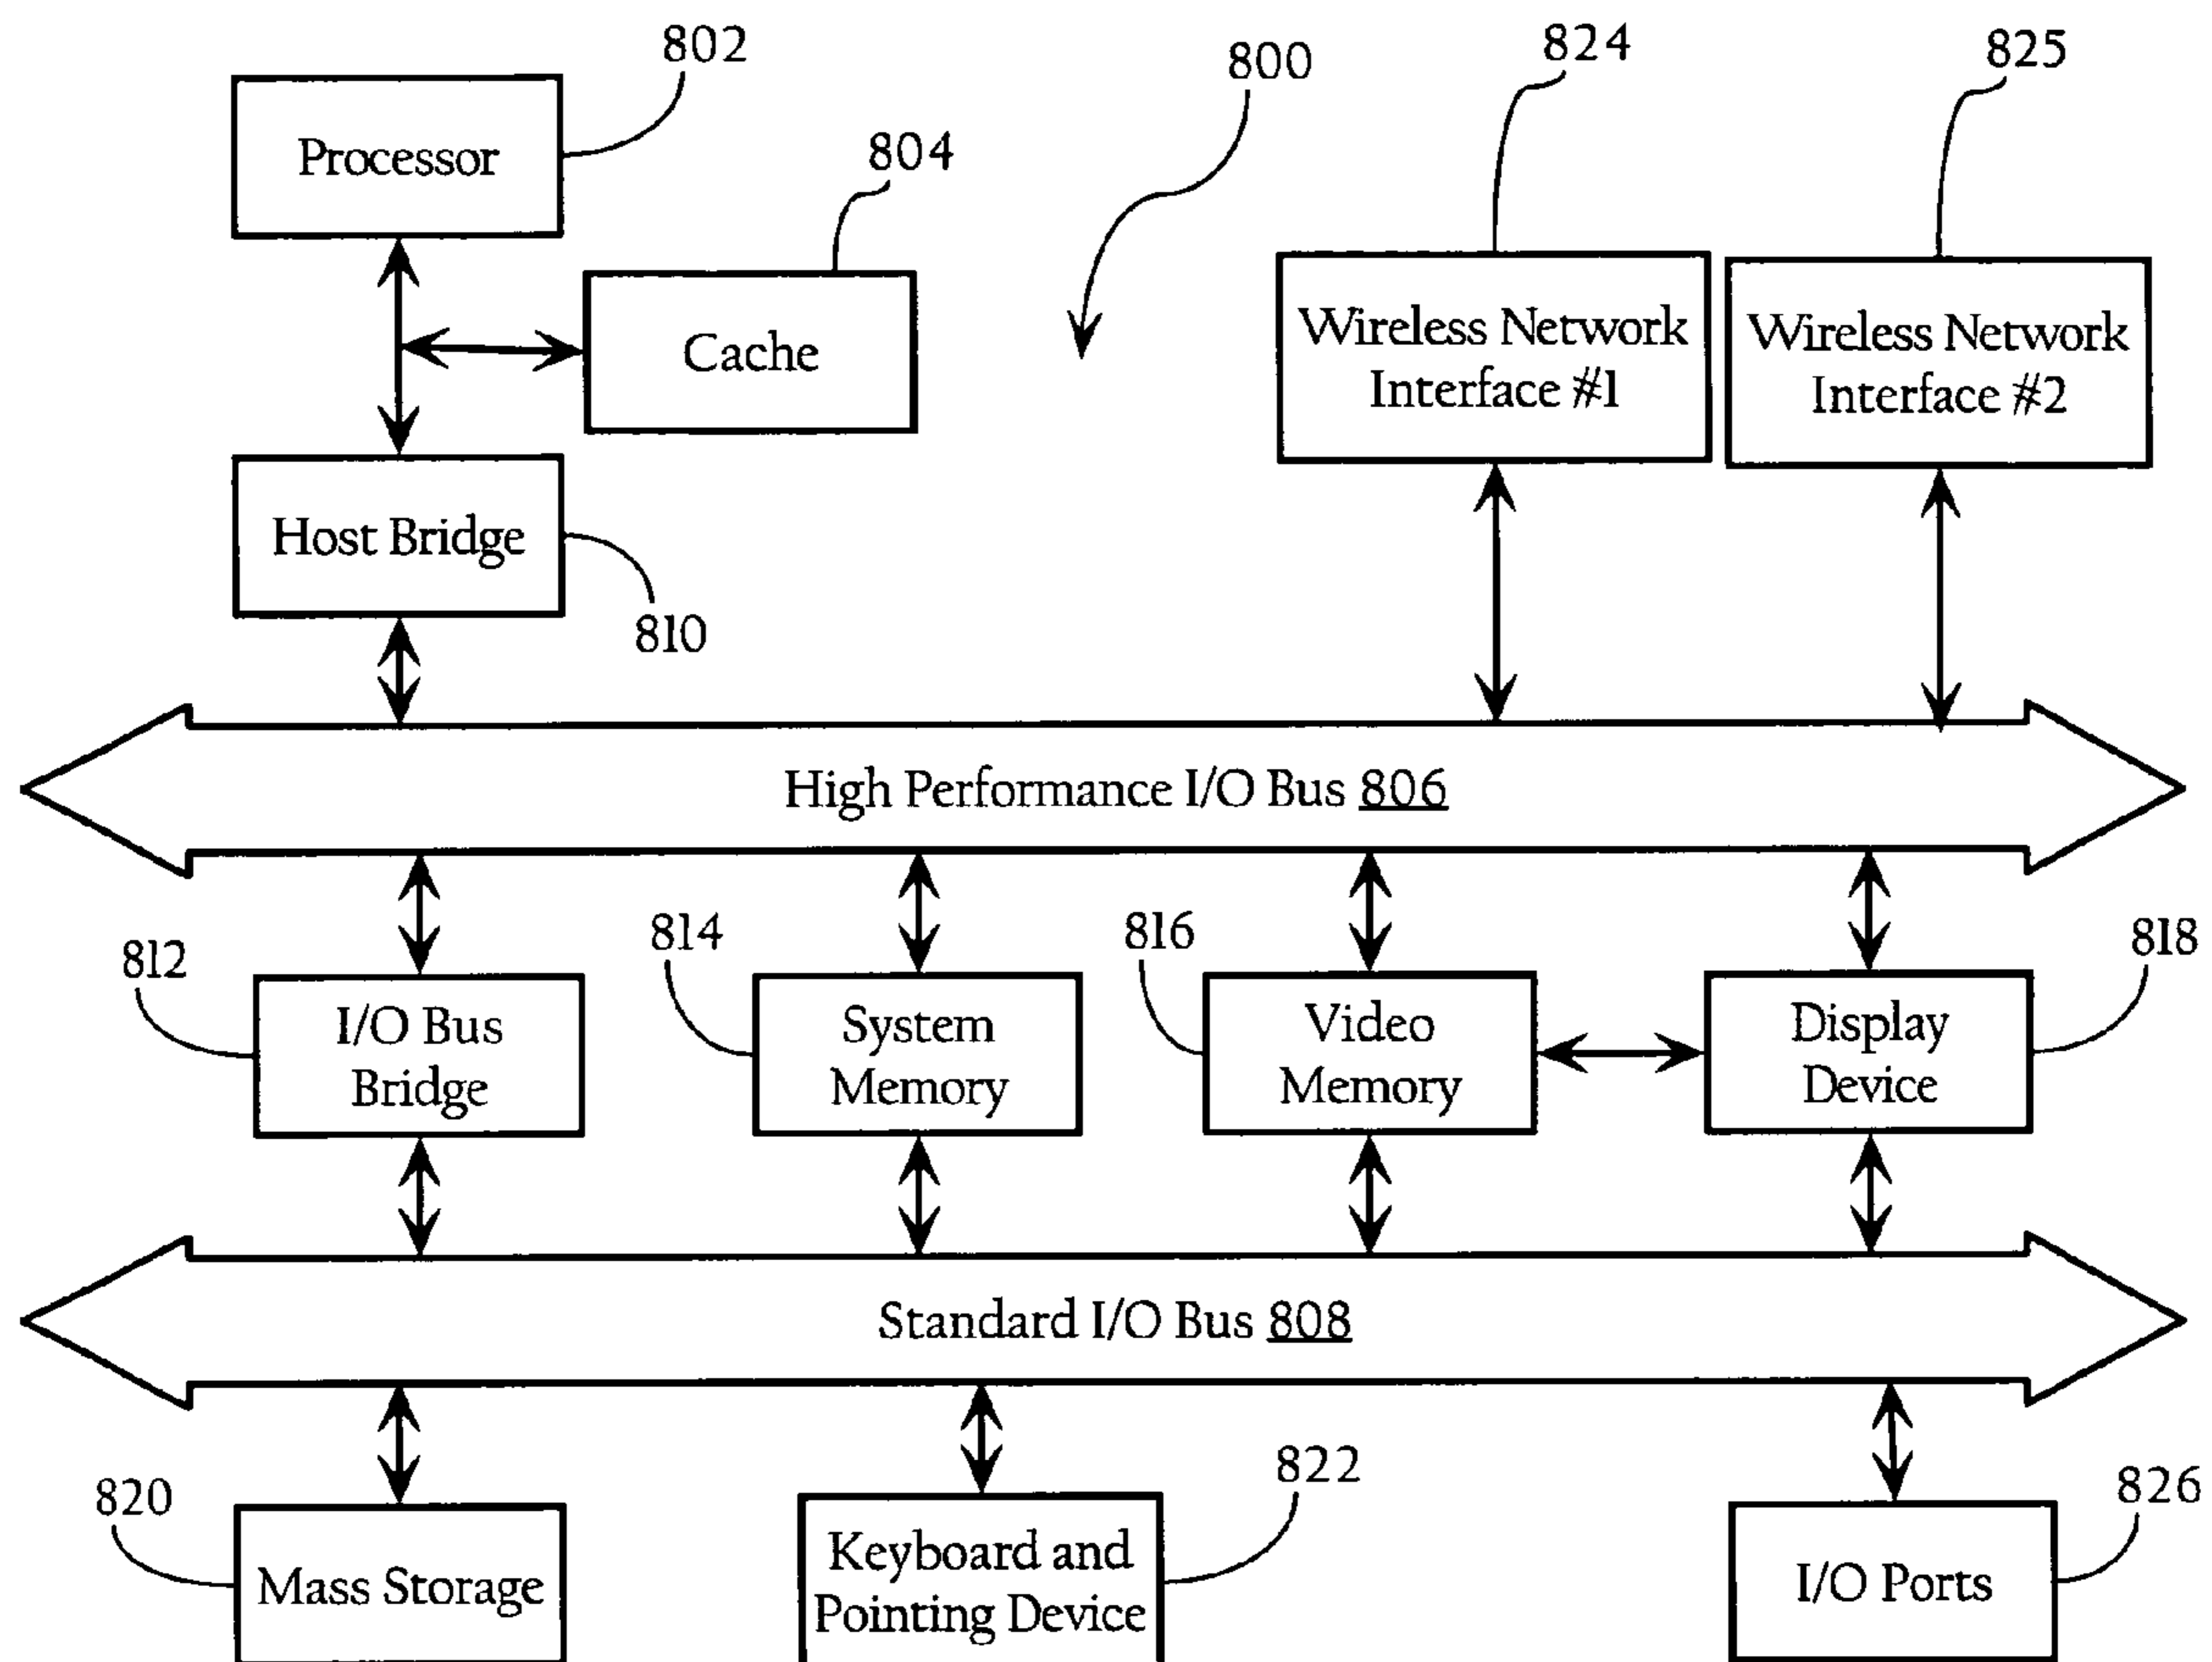 802
800
824
825
Processor
804
Cache
Wireless Network
Interface #1
Wireless Network
Interface #2
Host Bridge
810
High Performance I/O Bus 806
812
814
816
818
I/O Bus
Bridge
System
Memory
Video
Memory
Display
Device
Standard I/O Bus 808
820
822
826
Mass Storage
Keyboard and
Pointing Device
I/O Ports